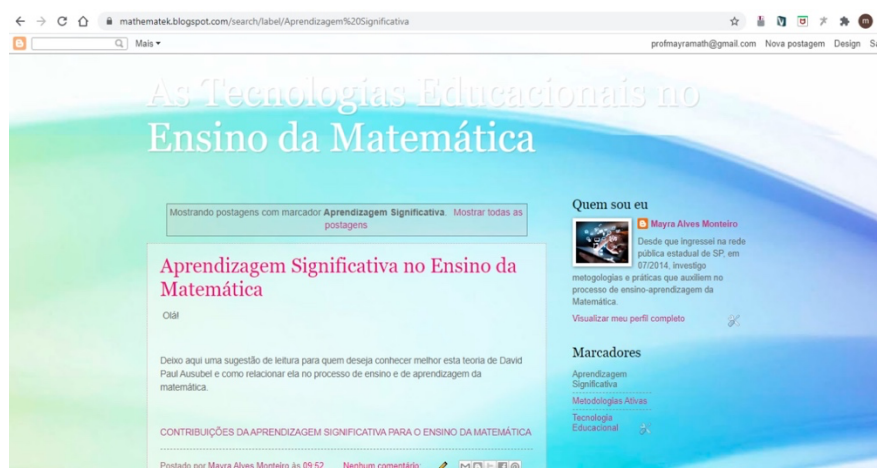 mathematek.blogspot.com/search/label/Aprendizagem%20Significativa
Mais
profmayramath@gmail.com Nova postagem Design
As Tecnologias Educacionais no
Ensino da Matemática
Mostrando postagens com marcador Aprendizagem Significativa. Mostrar todas as
postagens
Aprendizagem Significativa no Ensino da
Matemática
Olá!
Deixo aqui uma sugestão de leitura para quem deseja conhecer melhor esta teoria de David
Paul Ausubel e como relacionar ela no processo de ensino e de aprendizagem da
matemática.
CONTRIBUIÇÕES DA APRENDIZAGEM SIGNIFICATIVA PARA O ENSINO DA MATEMÁTICA
Postado por Mayra Alves Monteiro às 09:52 Nenhum comentário:
Quem sou eu
Mayra Alves Monteiro
Desde que ingressei na rede
pública estadual de SP, em
07/2014, investigo
metogologias e práticas que auxiliem no
processo de ensino-aprendizagem da
Matemática.
Visualizar meu perfil completo
Marcadores
Aprendizagem
Significativa
Metodologias Ativas
Tecnologia
Educacional